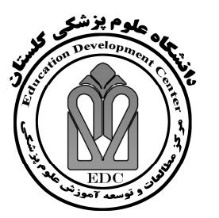 دانشگاه علوم پزشکی گلستان
Education Development Center
EDC
مرکز مطالعات و توسعه آموزش علوم پزشکی